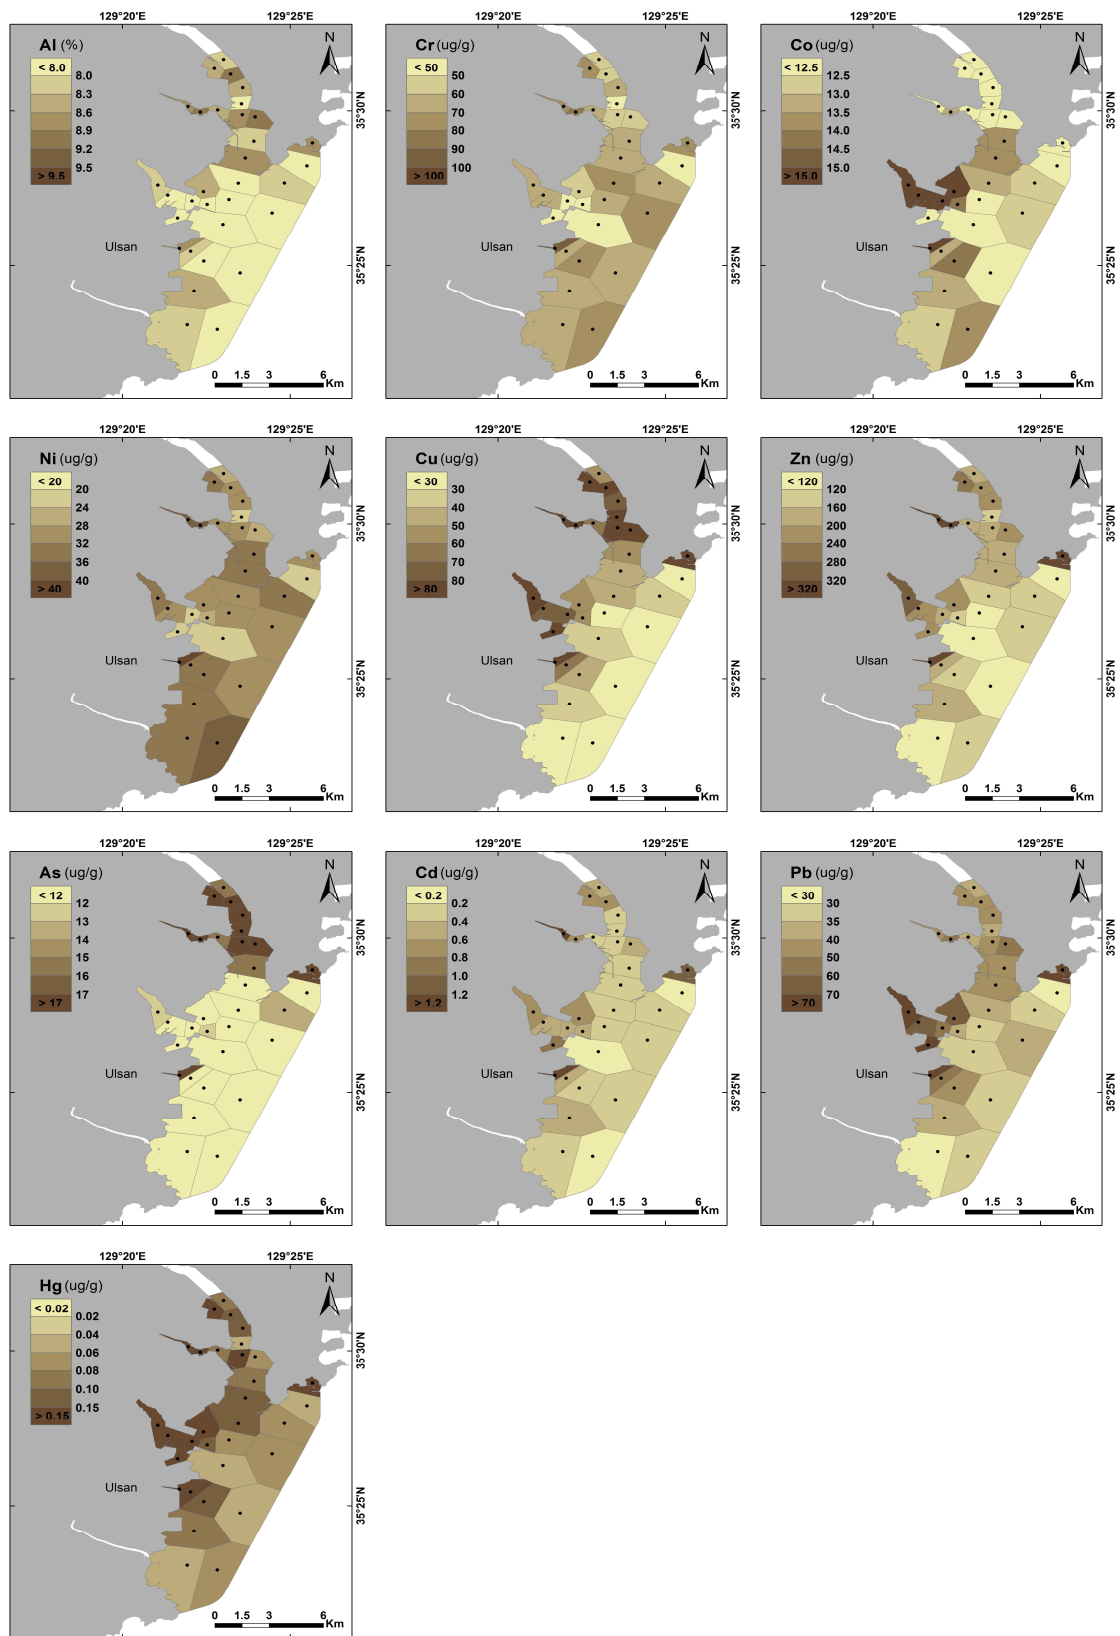 129°20'E 129°25'E 129°20'E 129°25'E 129°20'E 129°25'E
Al (%)
N
< 8.0
8.0
8.3
8.6
8.9
9.2
9.5
> 9.5
Ulsan
35°30'N
35°25'N
0 1.5 3 6
Km
Cr (ug/g)
N
< 50
50
60
70
80
90
100
> 100
Ulsan
35°30'N
35°25'N
0 1.5 3 6
Km
Co (ug/g)
N
< 12.5
12.5
13.0
13.5
14.0
14.5
15.0
> 15.0
Ulsan
35°30'N
35°25'N
0 1.5 3 6
Km
129°20'E 129°25'E 129°20'E 129°25'E 129°20'E 129°25'E
Ni (ug/g)
N
< 20
20
24
28
32
36
40
> 40
Ulsan
35°30'N
35°25'N
0 1.5 3 6
Km
Cu (ug/g)
N
< 30
30
40
50
60
70
80
> 80
Ulsan
35°30'N
35°25'N
0 1.5 3 6
Km
Zn (ug/g)
N
< 120
120
160
200
240
280
320
> 320
Ulsan
35°30'N
35°25'N
0 1.5 3 6
Km
129°20'E 129°25'E 129°20'E 129°25'E 129°20'E 129°25'E
As (ug/g)
N
< 12
12
13
14
15
16
17
> 17
Ulsan
35°30'N
35°25'N
0 1.5 3 6
Km
Cd (ug/g)
N
< 0.2
0.2
0.4
0.6
0.8
1.0
1.2
> 1.2
Ulsan
35°30'N
35°25'N
0 1.5 3 6
Km
Pb (ug/g)
N
< 30
30
35
40
50
60
70
> 70
Ulsan
35°30'N
35°25'N
0 1.5 3 6
Km
129°20'E 129°25'E
Hg (ug/g)
N
< 0.02
0.02
0.04
0.06
0.08
0.10
0.15
> 0.15
Ulsan
35°30'N
35°25'N
0 1.5 3 6
Km